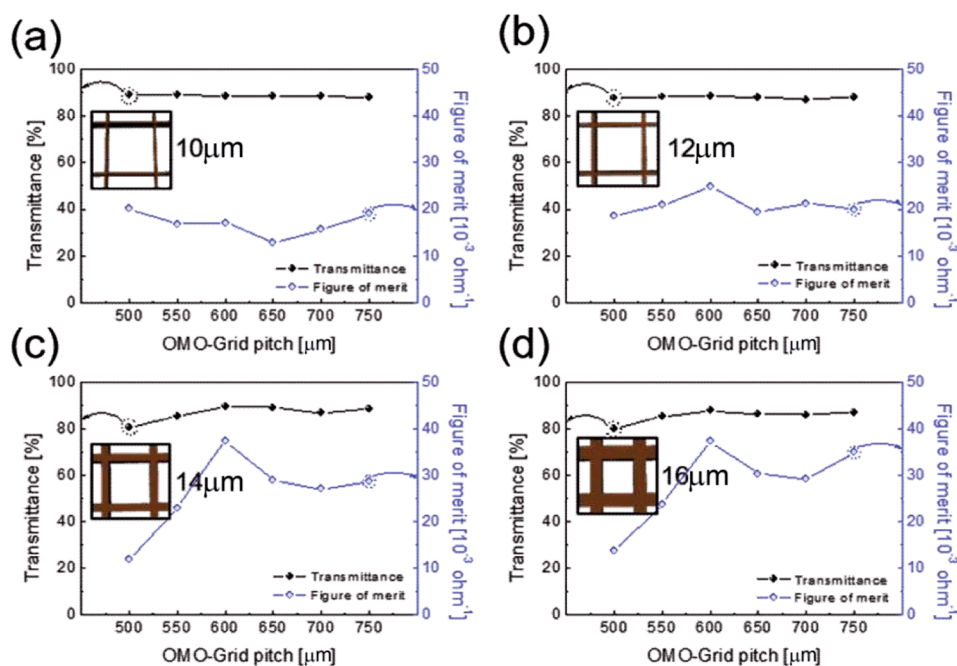 (a)
100
80
60
40
20
0
Transmittance [%]
50
40
30
20
10
0
Figure of merit [10⁻³ ohm⁻¹]
10μm
Transmittance
Figure of merit
500 550 600 650 700 750
OMO-Grid pitch [μm]
(b)
100
80
60
40
20
0
Transmittance [%]
50
40
30
20
10
0
Figure of merit [10⁻³ ohm⁻¹]
12μm
Transmittance
Figure of merit
500 550 600 650 700 750
OMO-Grid pitch [μm]
(c)
100
80
60
40
20
0
Transmittance [%]
50
40
30
20
10
0
Figure of merit [10⁻³ ohm⁻¹]
14μm
Transmittance
Figure of merit
500 550 600 650 700 750
OMO-Grid pitch [μm]
(d)
100
80
60
40
20
0
Transmittance [%]
50
40
30
20
10
0
Figure of merit [10⁻³ ohm⁻¹]
16μm
Transmittance
Figure of merit
500 550 600 650 700 750
OMO-Grid pitch [μm]